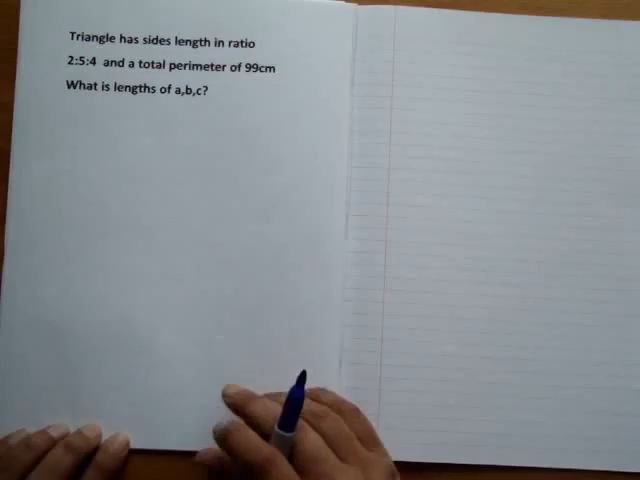 Triangle has sides length in ratio
2:5:4 and a total perimeter of 99cm
What is lengths of a,b,c?